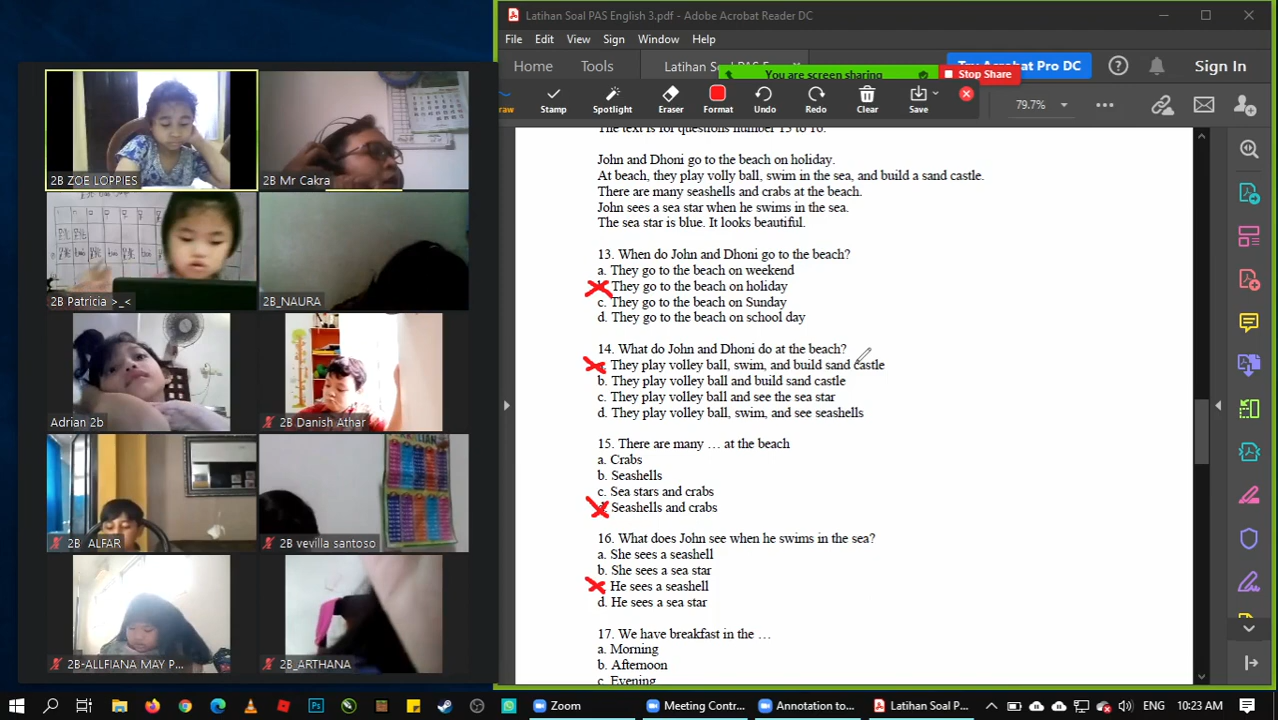 Latihan Soal PAS English 3.pdf - Adobe Acrobat Reader DC
File Edit View Sign Window Help
Home Tools
Try Acrobat Pro DC
Sign In
You are screen sharing
Stop Share
Stamp Spotlight Eraser Format Undo Redo Clear Save
79.7%
The text is for questions number 13 to 16.
John and Dhoni go to the beach on holiday.
At beach, they play volly ball, swim in the sea, and build a sand castle.
There are many seashells and crabs at the beach.
John sees a sea star when he swims in the sea.
The sea star is blue. It looks beautiful.
13. When do John and Dhoni go to the beach?
a. They go to the beach on weekend
They go to the beach on holiday
c. They go to the beach on Sunday
d. They go to the beach on school day
14. What do John and Dhoni do at the beach?
They play volley ball, swim, and build sand castle
b. They play volley ball and build sand castle
c. They play volley ball and see the sea star
d. They play volley ball, swim, and see seashells
15. There are many … at the beach
a. Crabs
b. Seashells
c. Sea stars and crabs
Seashells and crabs
16. What does John see when he swims in the sea?
a. She sees a seashell
b. She sees a sea star
He sees a seashell
d. He sees a sea star
17. We have breakfast in the …
a. Morning
b. Afternoon
c. Evening
2B ZOE LOPPIES
2B Mr Cakra
2B Patricia >_<
2B_NAURA
Adrian 2b
2B Danish Athar
2B ALFAR
2B vevilla santoso
2B-ALLFIANA MAY P...
2B_ARTHANA
Zoom
Meeting Contr...
Annotation to...
Latihan Soal P...
ENG
10:23 AM